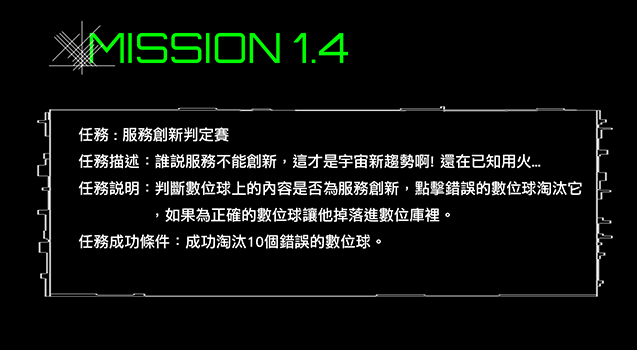 MISSION 1.4
任務：服務創新判定賽
任務描述：誰説服務不能創新，這才是宇宙新趨勢啊! 還在已知用火...
任務說明：判斷數位球上的內容是否為服務創新，點擊錯誤的數位球淘汰它
，如果為正確的數位球讓他掉落進數位庫裡。
任務成功條件：成功淘汰10個錯誤的數位球。